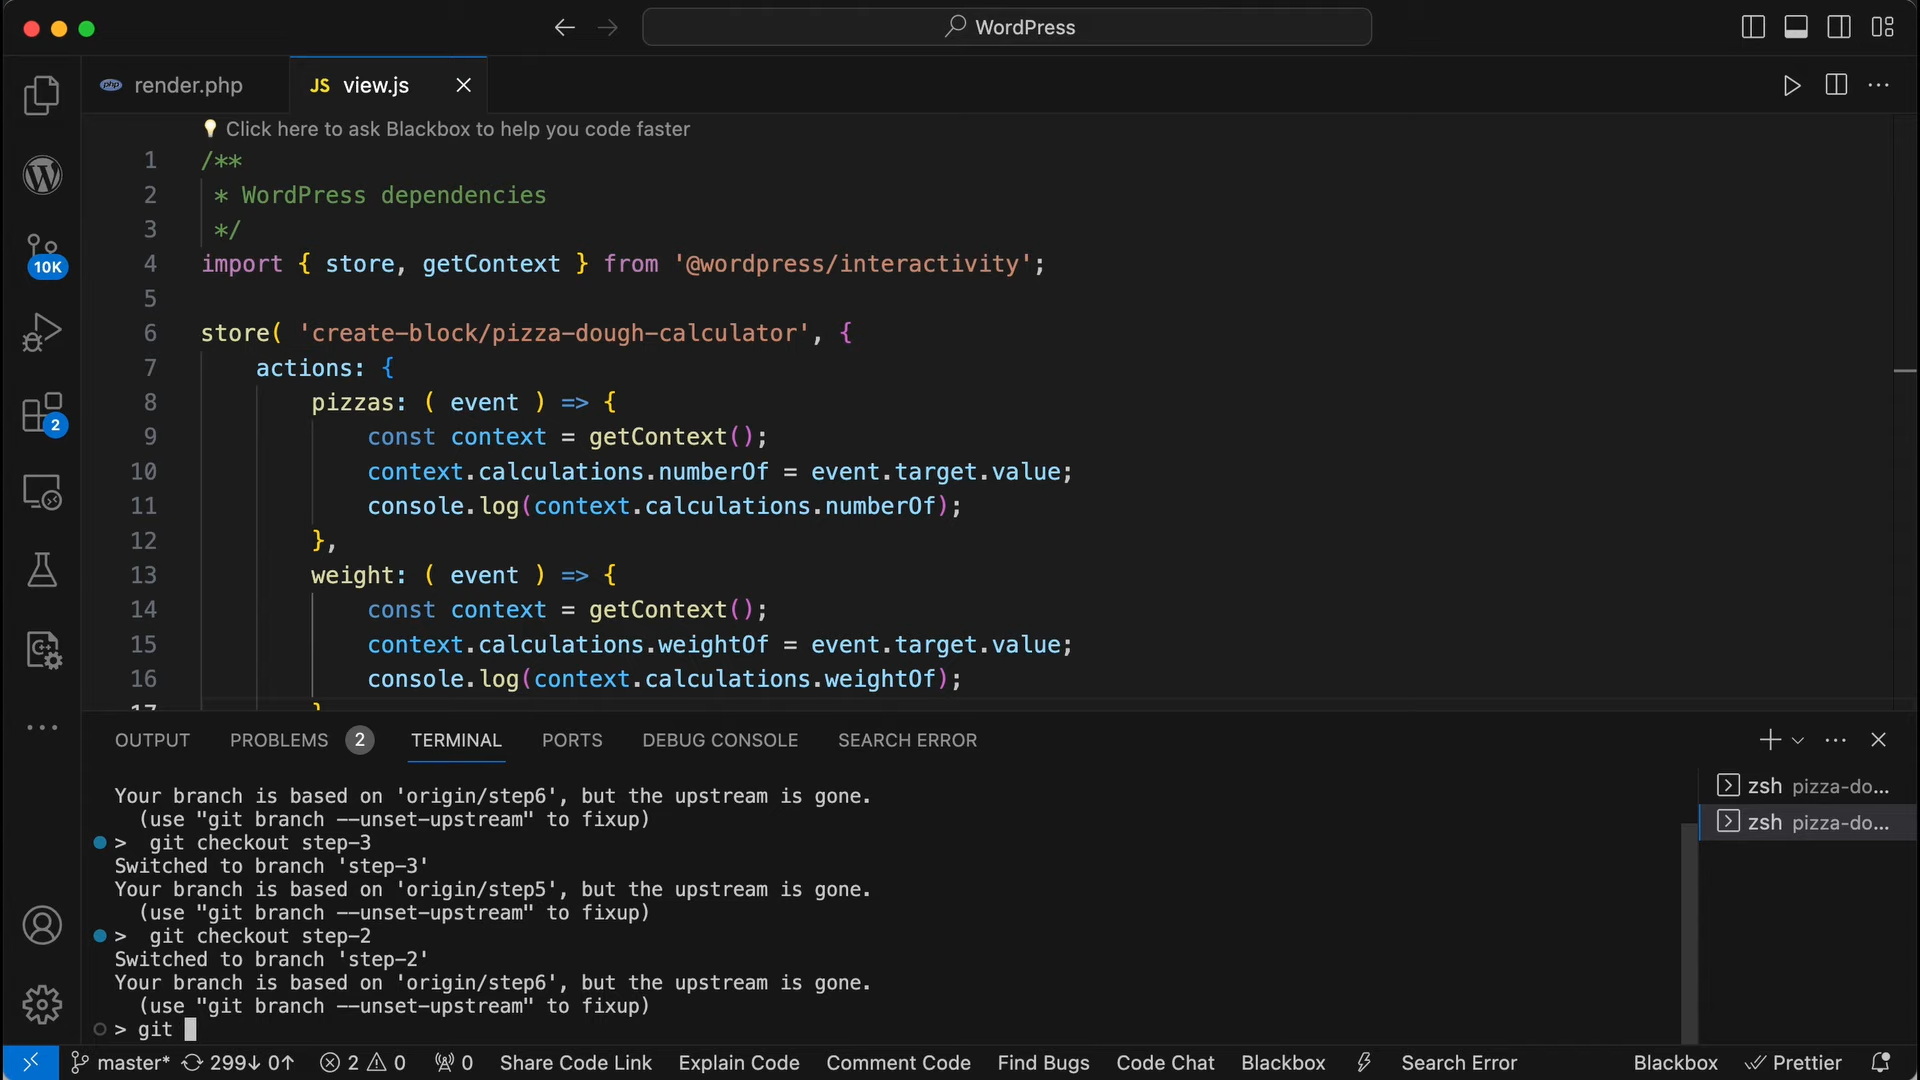 WordPress
render.php
JS view.js
Click here to ask Blackbox to help you code faster
1 /**
2 * WordPress dependencies
3 */
4 import { store, getContext } from '@wordpress/interactivity';
5
6 store( 'create-block/pizza-dough-calculator', {
7 actions: {
8 pizzas: ( event ) => {
9 const context = getContext();
10 context.calculations.numberOf = event.target.value;
11 console.log(context.calculations.numberOf);
12 },
13 weight: ( event ) => {
14 const context = getContext();
15 context.calculations.weightOf = event.target.value;
16 console.log(context.calculations.weightOf);
17 }
10K
2
OUTPUT PROBLEMS 2 TERMINAL PORTS DEBUG CONSOLE SEARCH ERROR
Your branch is based on 'origin/step6', but the upstream is gone.
(use "git branch --unset-upstream" to fixup)
> git checkout step-3
Switched to branch 'step-3'
Your branch is based on 'origin/step5', but the upstream is gone.
(use "git branch --unset-upstream" to fixup)
> git checkout step-2
Switched to branch 'step-2'
Your branch is based on 'origin/step6', but the upstream is gone.
(use "git branch --unset-upstream" to fixup)
> git
zsh pizza-do...
zsh pizza-do...
master* 299↓ 0↑ 2 0 0 Share Code Link Explain Code Comment Code Find Bugs Code Chat Blackbox Search Error Blackbox Prettier